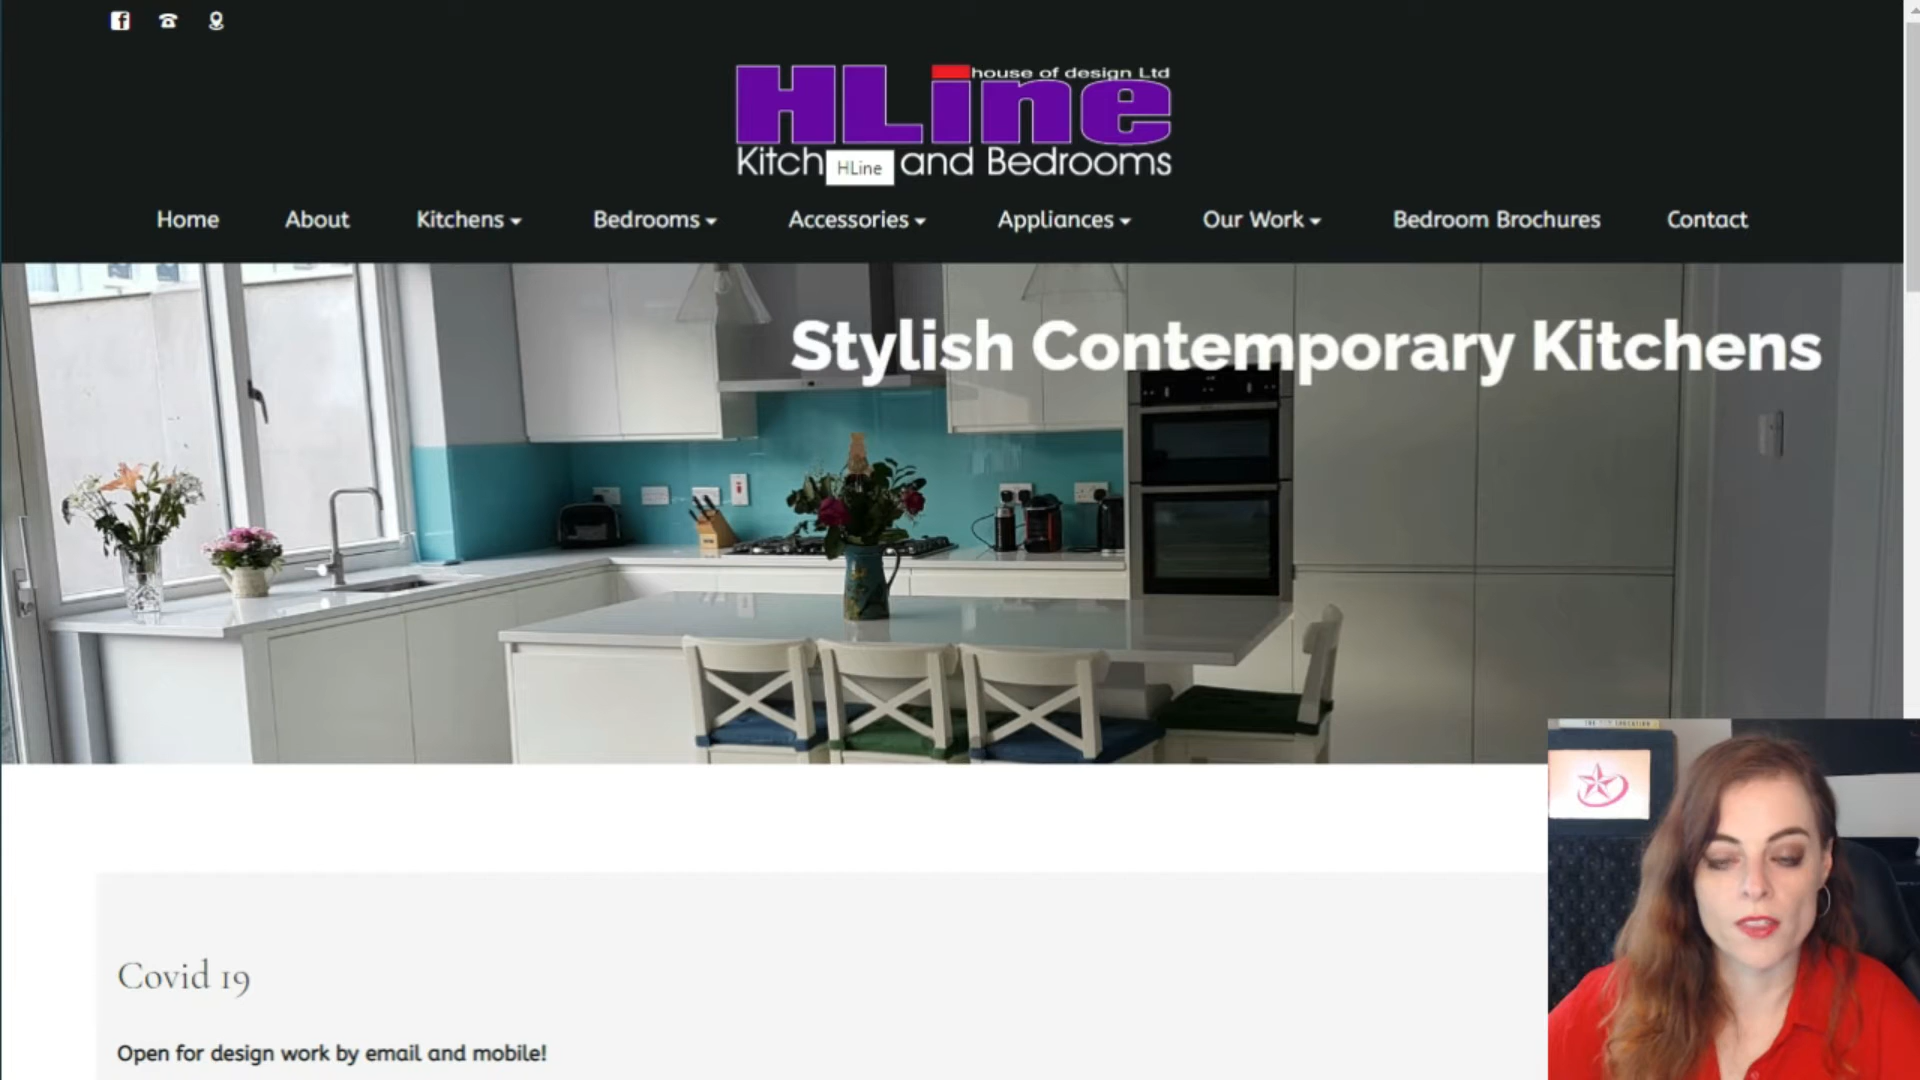 house of design Ltd
HLine
Kitch and Bedrooms
HLine
Home About Kitchens Bedrooms Accessories Appliances Our Work Bedroom Brochures Contact
Stylish Contemporary Kitchens
Covid 19
Open for design work by email and mobile!